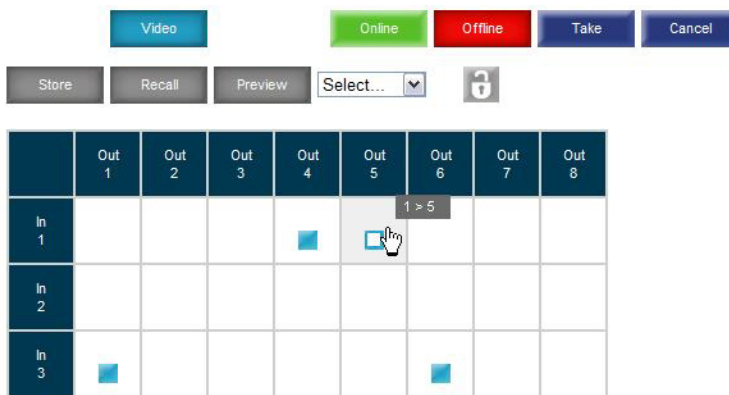 Video Online Offline Take Cancel
Store Recall Preview Select...
Out 1 Out 2 Out 3 Out 4 Out 5 Out 6 Out 7 Out 8
1 > 5
In 1
In 2
In 3